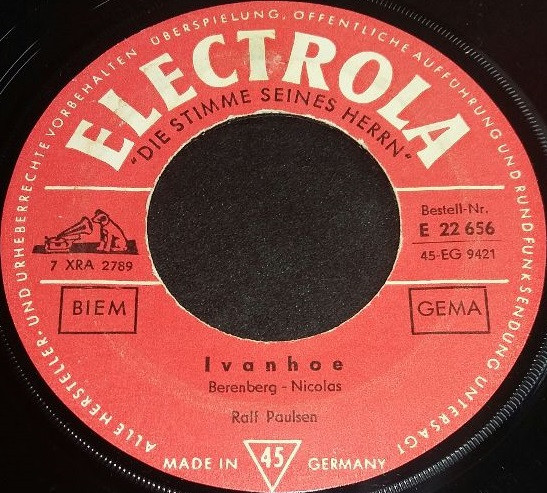 ALLE HERSTELLER- UND URHEBERRECHTE VORBEHALTEN ÜBERSPIELUNG, ÖFFENTLICHE AUFFÜHRUNG UND RUNDFUNKSENDUNG UNTERSAGT
ELECTROLA
"DIE STIMME SEINES HERRN"
7 XRA 2789
Bestell-Nr.
E 22 656
45-EG 9421
BIEM
GEMA
Ivanhoe
Berenberg - Nicolas
Ralf Paulsen
MADE IN 45 GERMANY